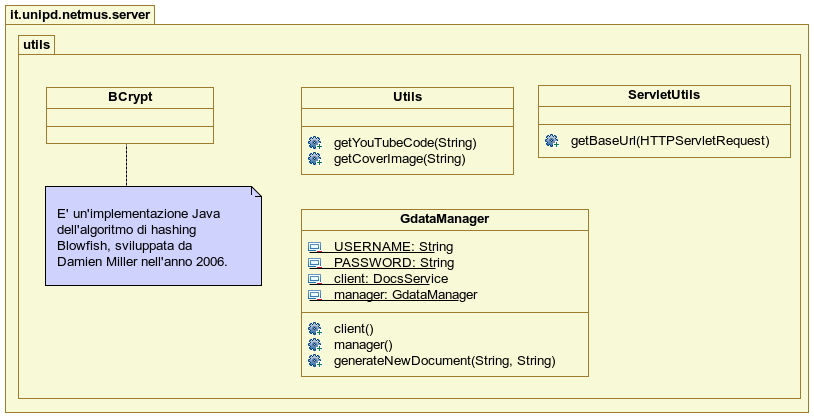 it.unipd.netmus.server
utils
BCrypt
E' un'implementazione Java
dell'algoritmo di hashing
Blowfish, sviluppata da
Damien Miller nell'anno 2006.
Utils
getYouTubeCode(String)
getCoverImage(String)
ServletUtils
getBaseUrl(HTTPServletRequest)
GdataManager
USERNAME: String
PASSWORD: String
client: DocsService
manager: GdataManager
client()
manager()
generateNewDocument(String, String)